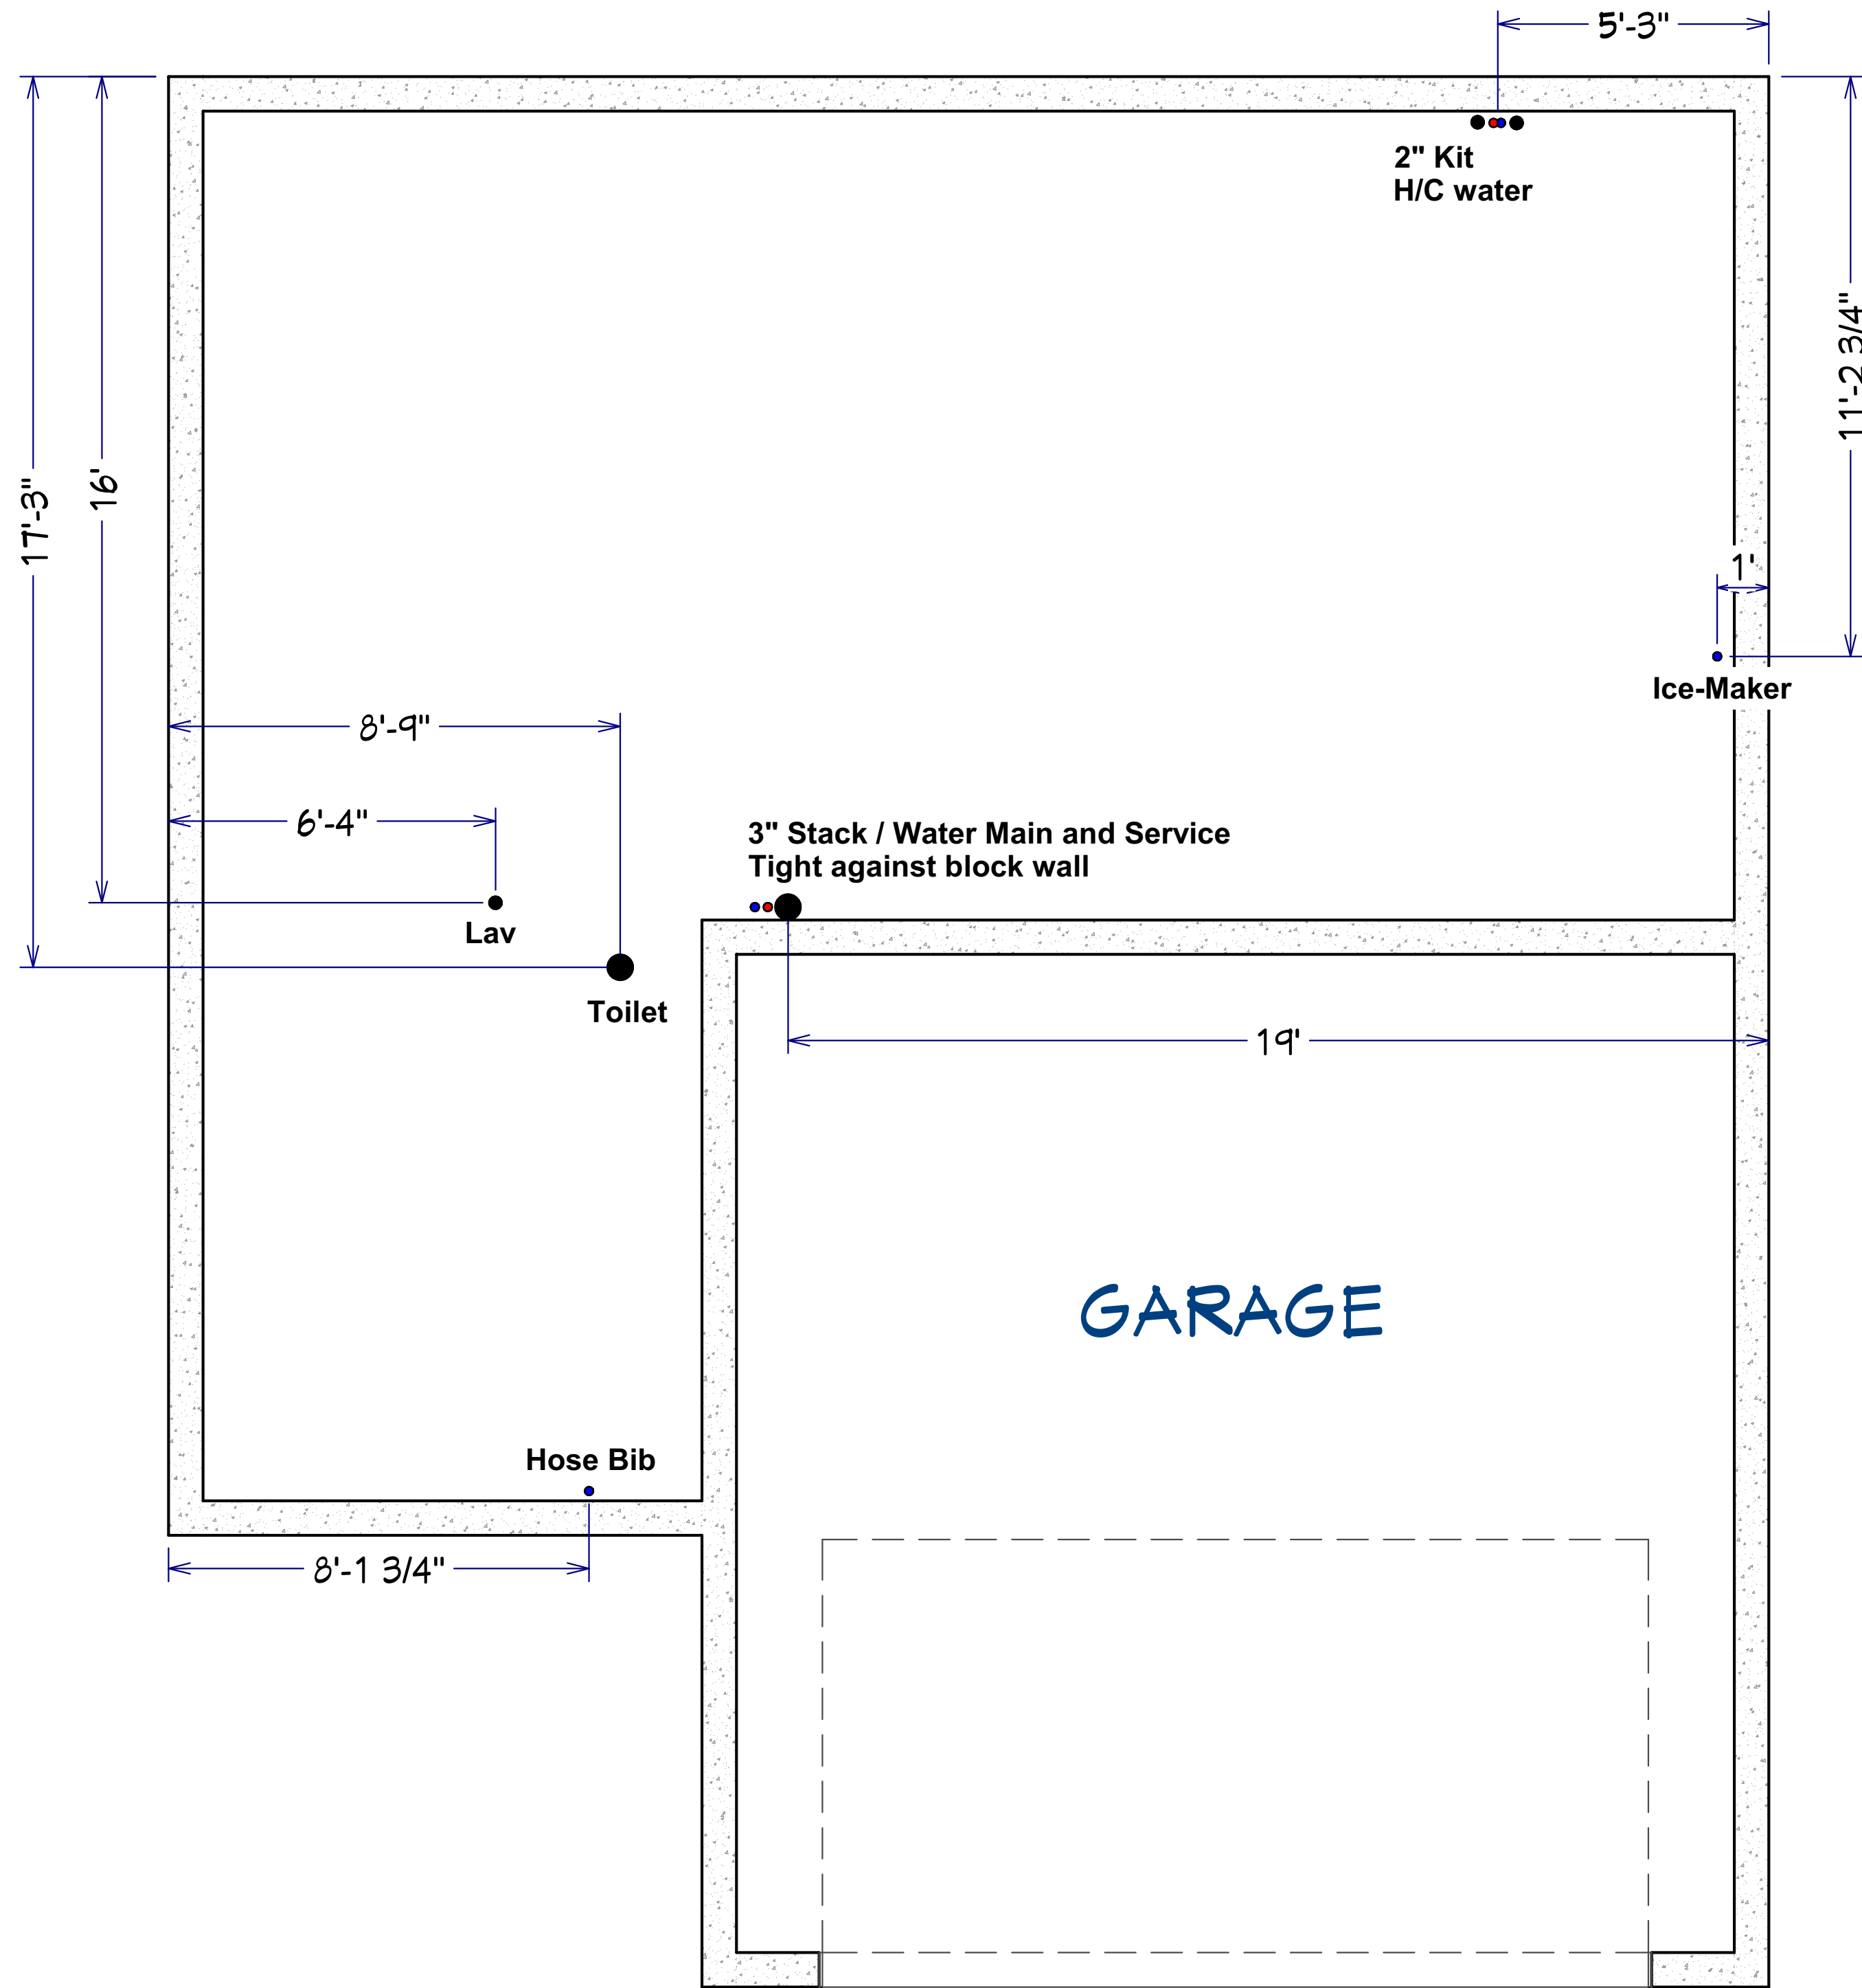 5'-3"
2" Kit
H/C water
11'-2 3/4"
17'-3"
16'
1'
Ice-Maker
8'-9"
6'-4"
3" Stack / Water Main and Service
Tight against block wall
Lav
Toilet
19'
GARAGE
Hose Bib
8'-1 3/4"